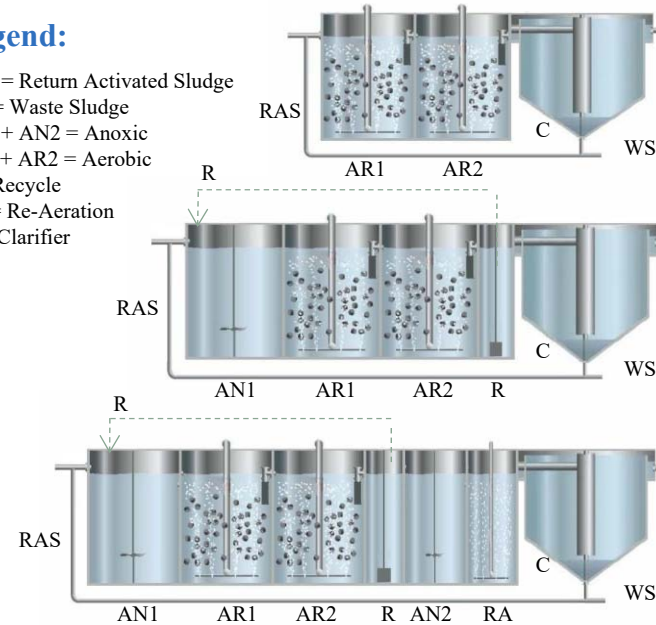 gend:
= Return Activated Sludge
= Waste Sludge
+ AN2 = Anoxic
+ AR2 = Aerobic
Recycle
= Re-Aeration
Clarifier
RAS
C
WS
AR1 AR2
R
RAS
C
WS
AN1 AR1 AR2 R
R
RAS
C
WS
AN1 AR1 AR2 R AN2 RA